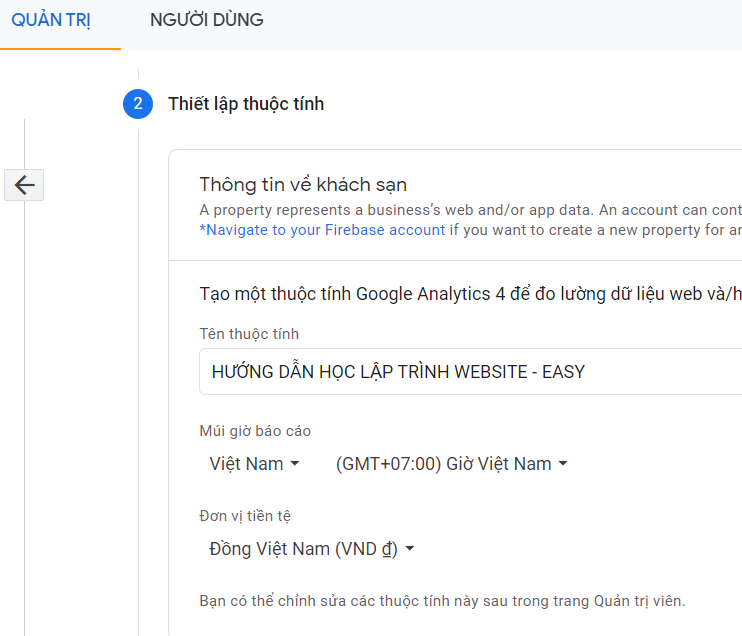 QUẢN TRỊ NGƯỜI DÙNG
2 Thiết lập thuộc tính
Thông tin về khách sạn
A property represents a business's web and/or app data. An account can cont
*Navigate to your Firebase account if you want to create a new property for an
Tạo một thuộc tính Google Analytics 4 để đo lường dữ liệu web và/h
Tên thuộc tính
HƯỚNG DẪN HỌC LẬP TRÌNH WEBSITE - EASY
Múi giờ báo cáo
Việt Nam (GMT+07:00) Giờ Việt Nam
Đơn vị tiền tệ
Đồng Việt Nam (VND ₫)
Bạn có thể chỉnh sửa các thuộc tính này sau trong trang Quản trị viên.